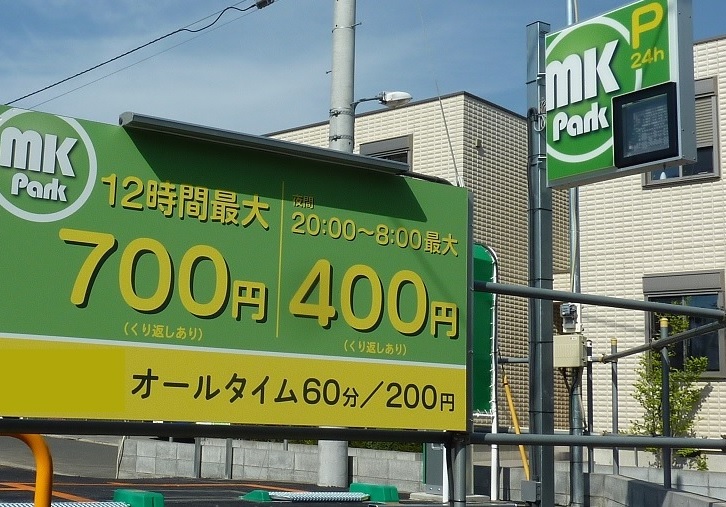 MK
Park
12時間最大
700円
(くり返しあり)
夜間
20:00～8:00最大
400円
(くり返しあり)
オールタイム60分／200円
P
24h
MK
Park